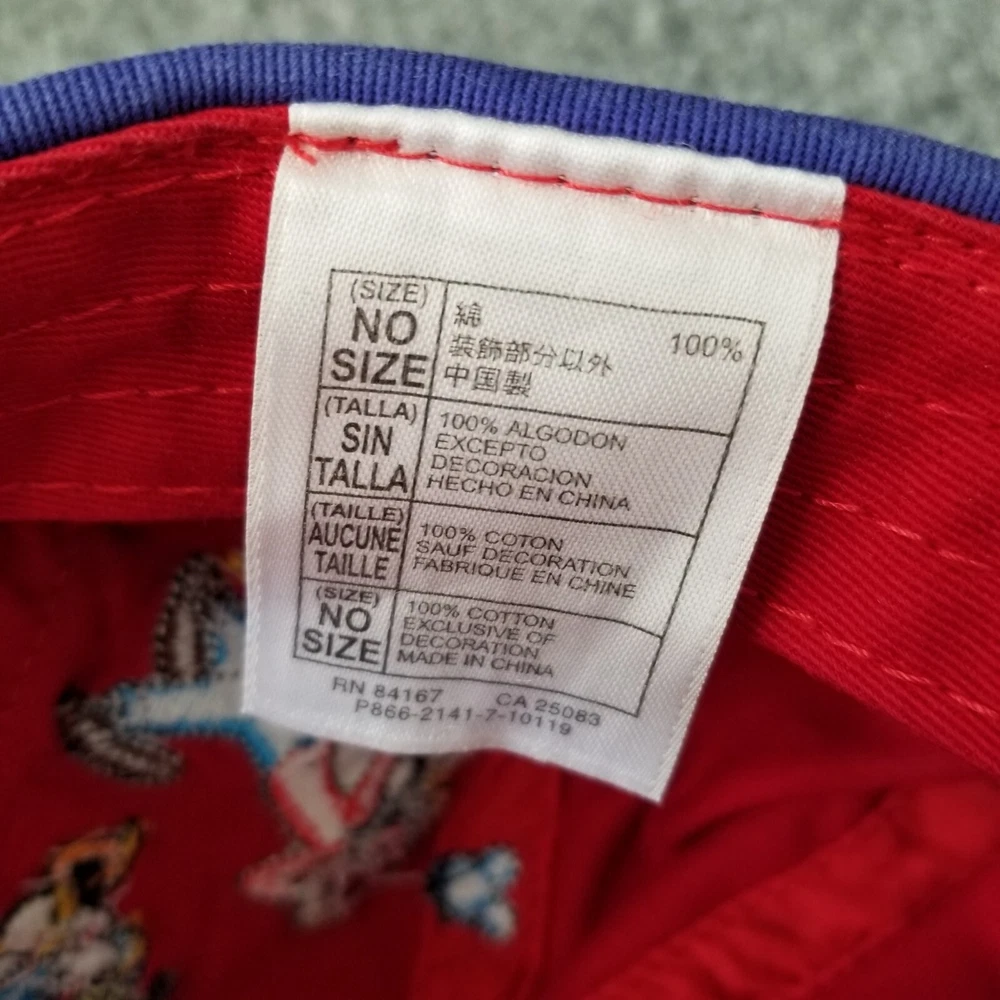 (SIZE)
NO
SIZE
綿 100%
装飾部分以外
中国製
(TALLA)
SIN
TALLA
100% ALGODON
EXCEPTO
DECORACION
HECHO EN CHINA
(TAILLE)
AUCUNE
TAILLE
100% COTON
SAUF DECORATION
FABRIQUE EN CHINE
(SIZE)
NO
SIZE
100% COTTON
EXCLUSIVE OF
DECORATION
MADE IN CHINA
RN 84167 CA 25083
P866-2141-7-10119